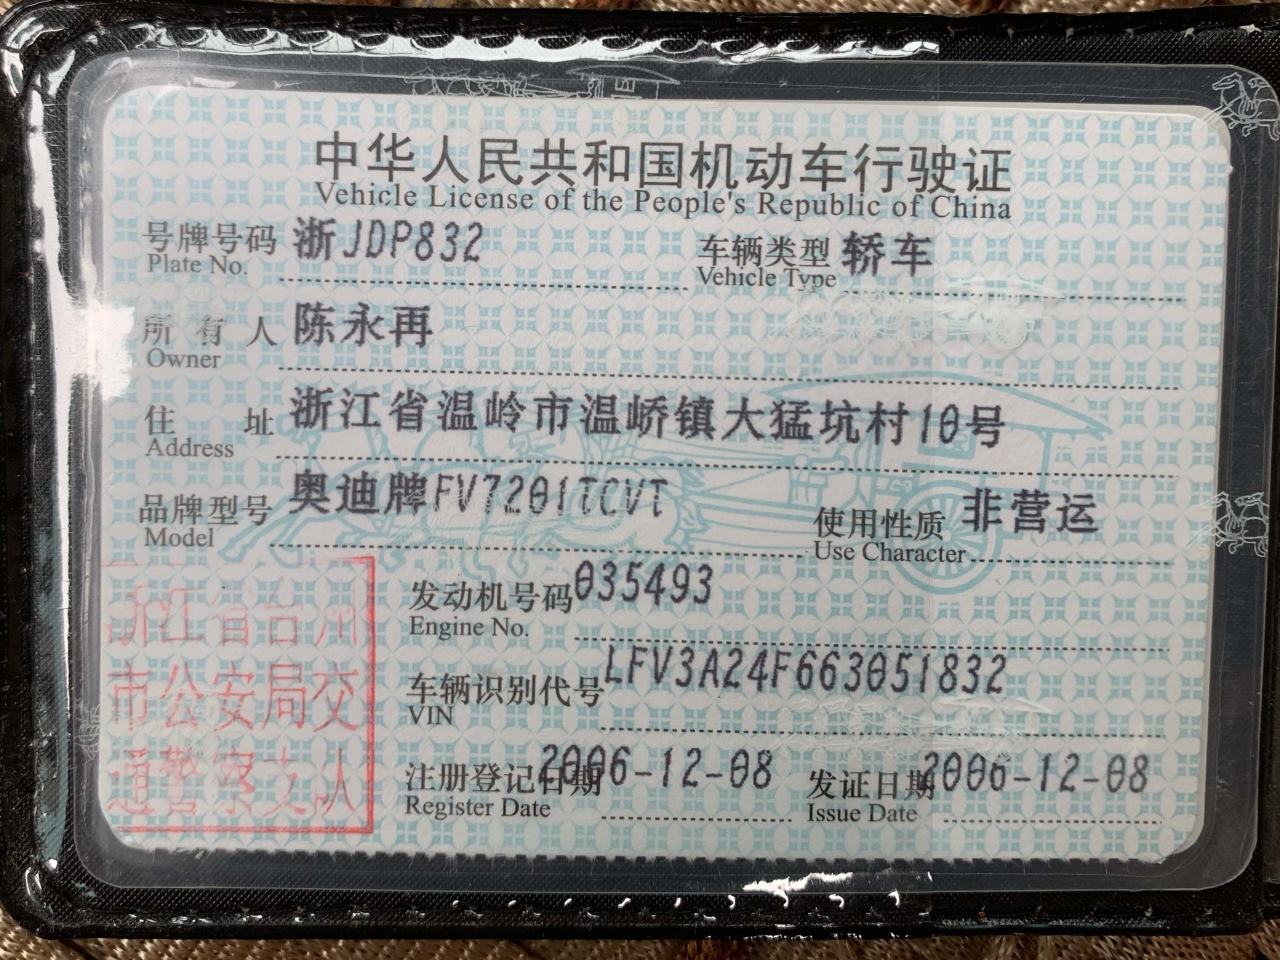 中华人民共和国机动车行驶证
Vehicle License of the People's Republic of China
号牌号码 浙JDP832 车辆类型 轿车
Plate No. Vehicle Type
所有人 陈永再
Owner
住址 浙江省温岭市温峤镇大猛坑村10号
Address
品牌型号 奥迪牌FV7201TCVT 使用性质 非营运
Model Use Character
发动机号码 035493
Engine No.
车辆识别代号 LFV3A24F663051832
VIN
注册登记日期 2006-12-08 发证日期 2006-12-08
Register Date Issue Date
浙江省台州
市公安局交
通警察支队